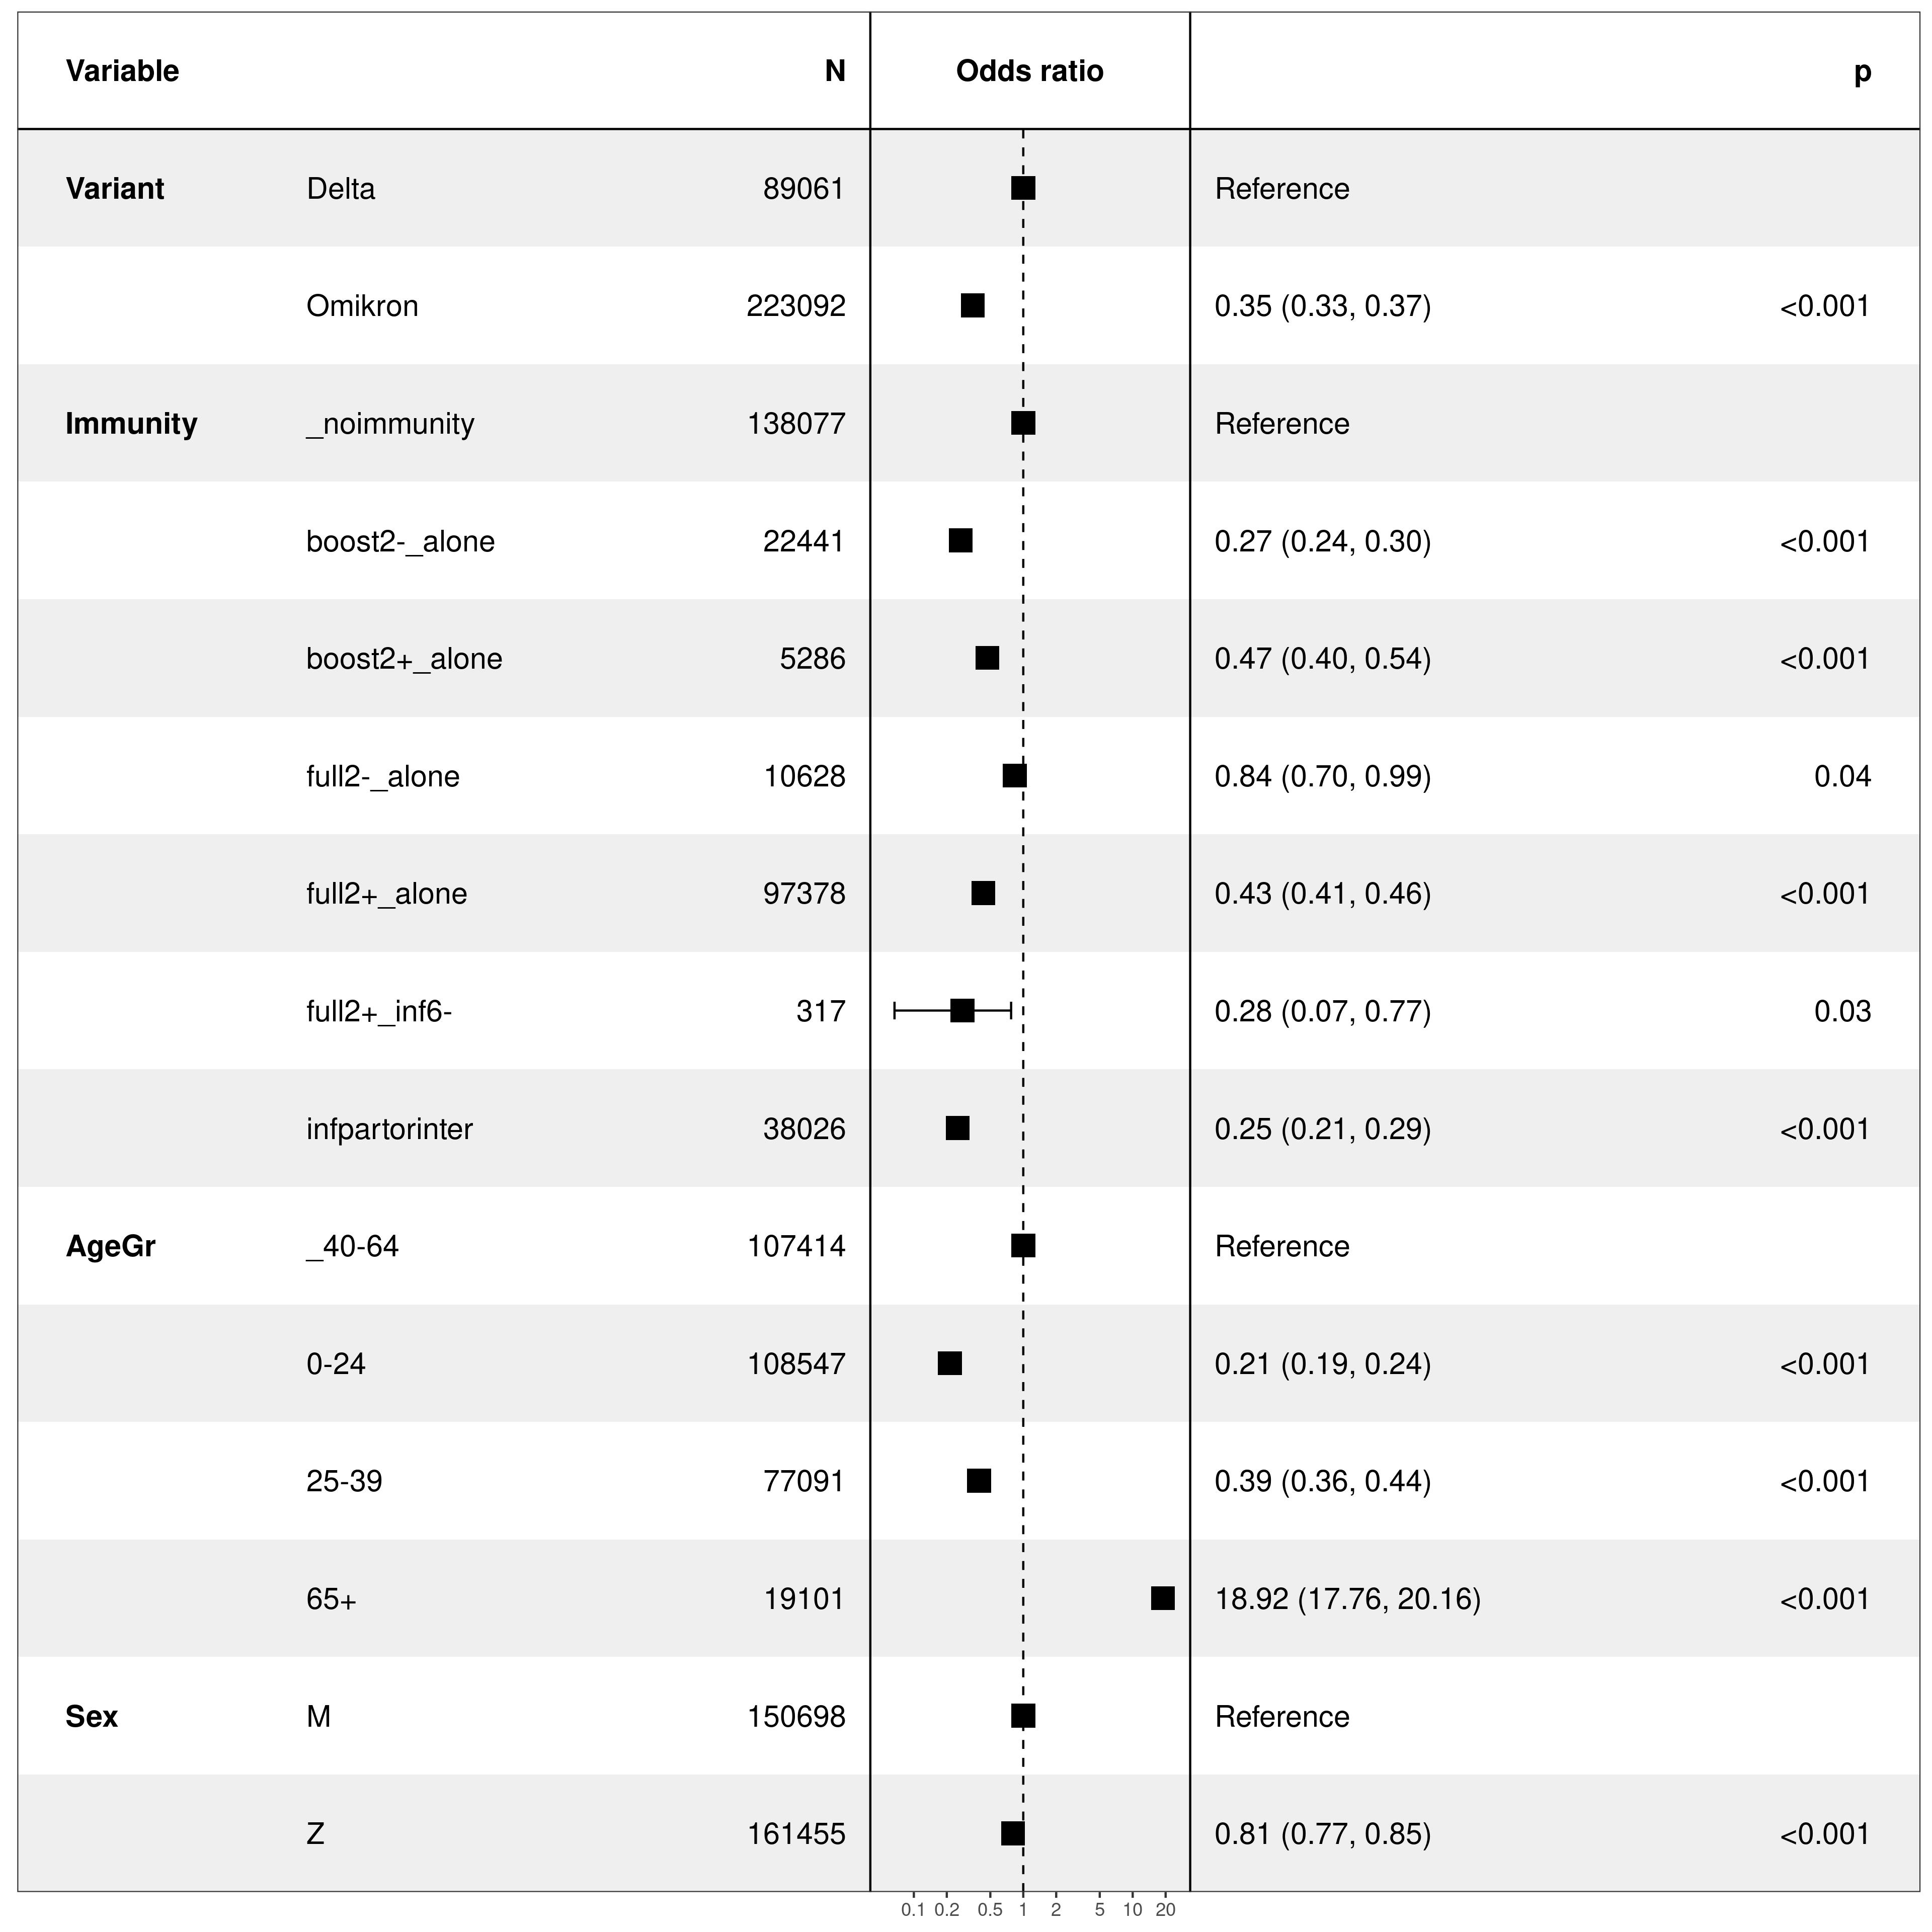 Variable N Odds ratio p
Variant Delta 89061 Reference
Omikron 223092 0.35 (0.33, 0.37) <0.001
Immunity _noimmunity 138077 Reference
boost2-_alone 22441 0.27 (0.24, 0.30) <0.001
boost2+_alone 5286 0.47 (0.40, 0.54) <0.001
full2-_alone 10628 0.84 (0.70, 0.99) 0.04
full2+_alone 97378 0.43 (0.41, 0.46) <0.001
full2+_inf6- 317 0.28 (0.07, 0.77) 0.03
infpartorinter 38026 0.25 (0.21, 0.29) <0.001
AgeGr _40-64 107414 Reference
0-24 108547 0.21 (0.19, 0.24) <0.001
25-39 77091 0.39 (0.36, 0.44) <0.001
65+ 19101 18.92 (17.76, 20.16) <0.001
Sex M 150698 Reference
Z 161455 0.81 (0.77, 0.85) <0.001
0.1 0.2 0.5 1 2 5 10 20